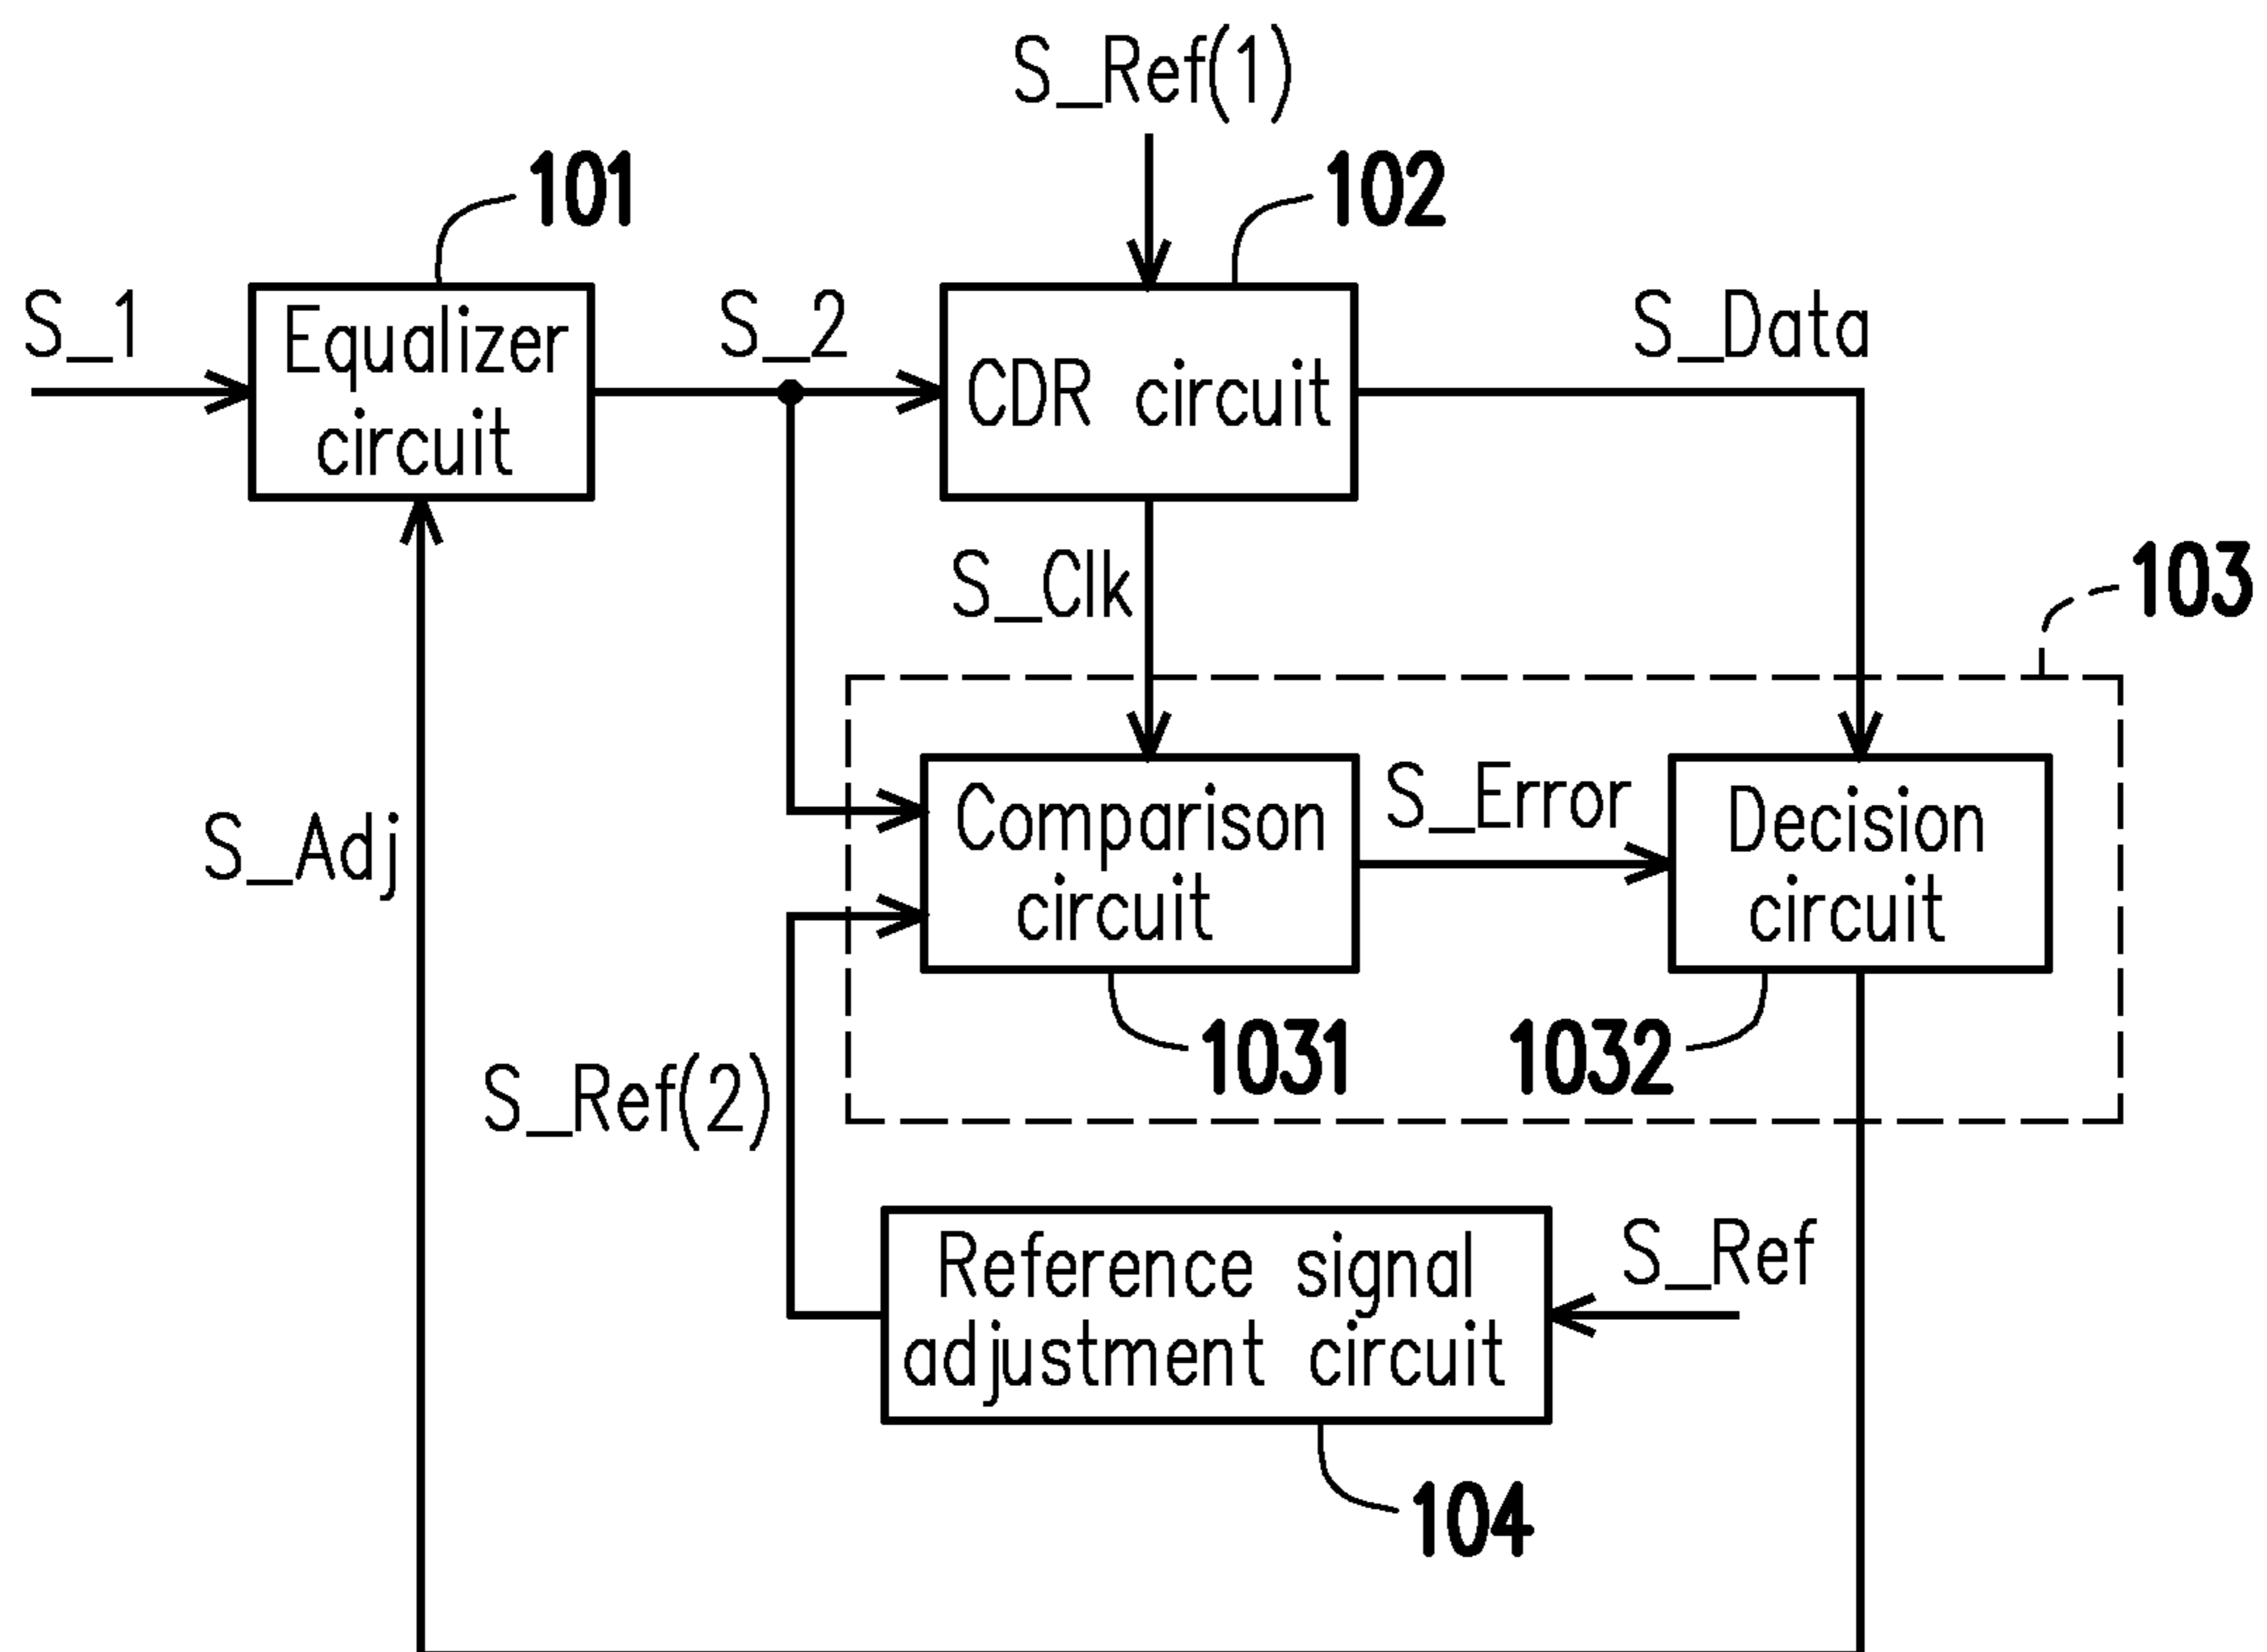 S_Ref(1)
101
102
S_1
Equalizer
circuit
S_2
CDR circuit
S_Data
S_Clk
103
S_Adj
Comparison
circuit
S_Error
Decision
circuit
1031
1032
S_Ref(2)
Reference signal
adjustment circuit
S_Ref
104